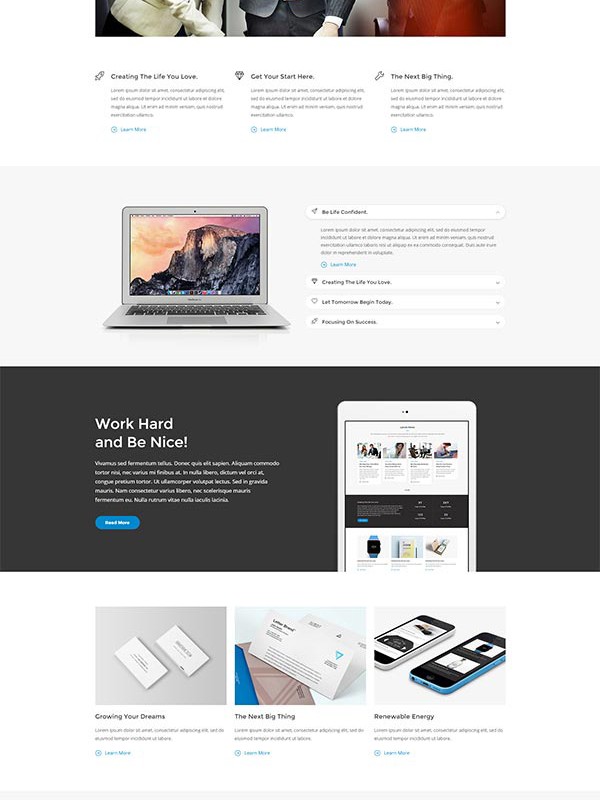 Creating The Life You Love.
Lorem ipsum dolor sit amet, consectetur adipiscing elit,
sed do eiusmod tempor incididunt ut labore et dolore
magna aliqua. Ut enim ad minim veniam, quis nostrud
exercitation ullamco.
Learn More
Get Your Start Here.
Lorem ipsum dolor sit amet, consectetur adipiscing elit,
sed do eiusmod tempor incididunt ut labore et dolore
magna aliqua. Ut enim ad minim veniam, quis nostrud
exercitation ullamco.
Learn More
The Next Big Thing.
Lorem ipsum dolor sit amet, consectetur adipiscing elit,
sed do eiusmod tempor incididunt ut labore et dolore
magna aliqua. Ut enim ad minim veniam, quis nostrud
exercitation ullamco.
Learn More
Be Life Confident.
Lorem ipsum dolor sit amet, consectetur adipiscing elit, sed do eiusmod
tempor incididunt ut labore et dolore magna aliqua. Ut enim ad minim
veniam, quis nostrud exercitation ullamco laboris
nisi ut aliquip ex ea commodo consequat. Duis aute irure
dolor in reprehenderit in voluptate.
Learn More
Creating The Life You Love.
Let Tomorrow Begin Today.
Focusing On Success.
Work Hard
and Be Nice!
Vivamus sed fermentum tellus. Donec quis elit sapien. Aliquam commodo
tortor nisi, nec varius mi finibus at. In nulla libero, dictum vel orci at,
congue pretium tortor. Ut ullamcorper volutpat lectus. Sed in gravida
mauris. Nam consectetur varius libero, nec scelerisque mauris
fermentum eu. Nulla rutrum vitae nulla iaculis lacinia.
Read More
Letter Brand
Growing Your Dreams
Lorem ipsum dolor sit amet, consectetur adipiscing elit, sed do
eiusmod tempor incididunt ut labore.
Learn More
The Next Big Thing
Lorem ipsum dolor sit amet, consectetur adipiscing elit, sed do
eiusmod tempor incididunt ut labore.
Learn More
Renewable Energy
Lorem ipsum dolor sit amet, consectetur adipiscing elit, sed do
eiusmod tempor incididunt ut labore.
Learn More